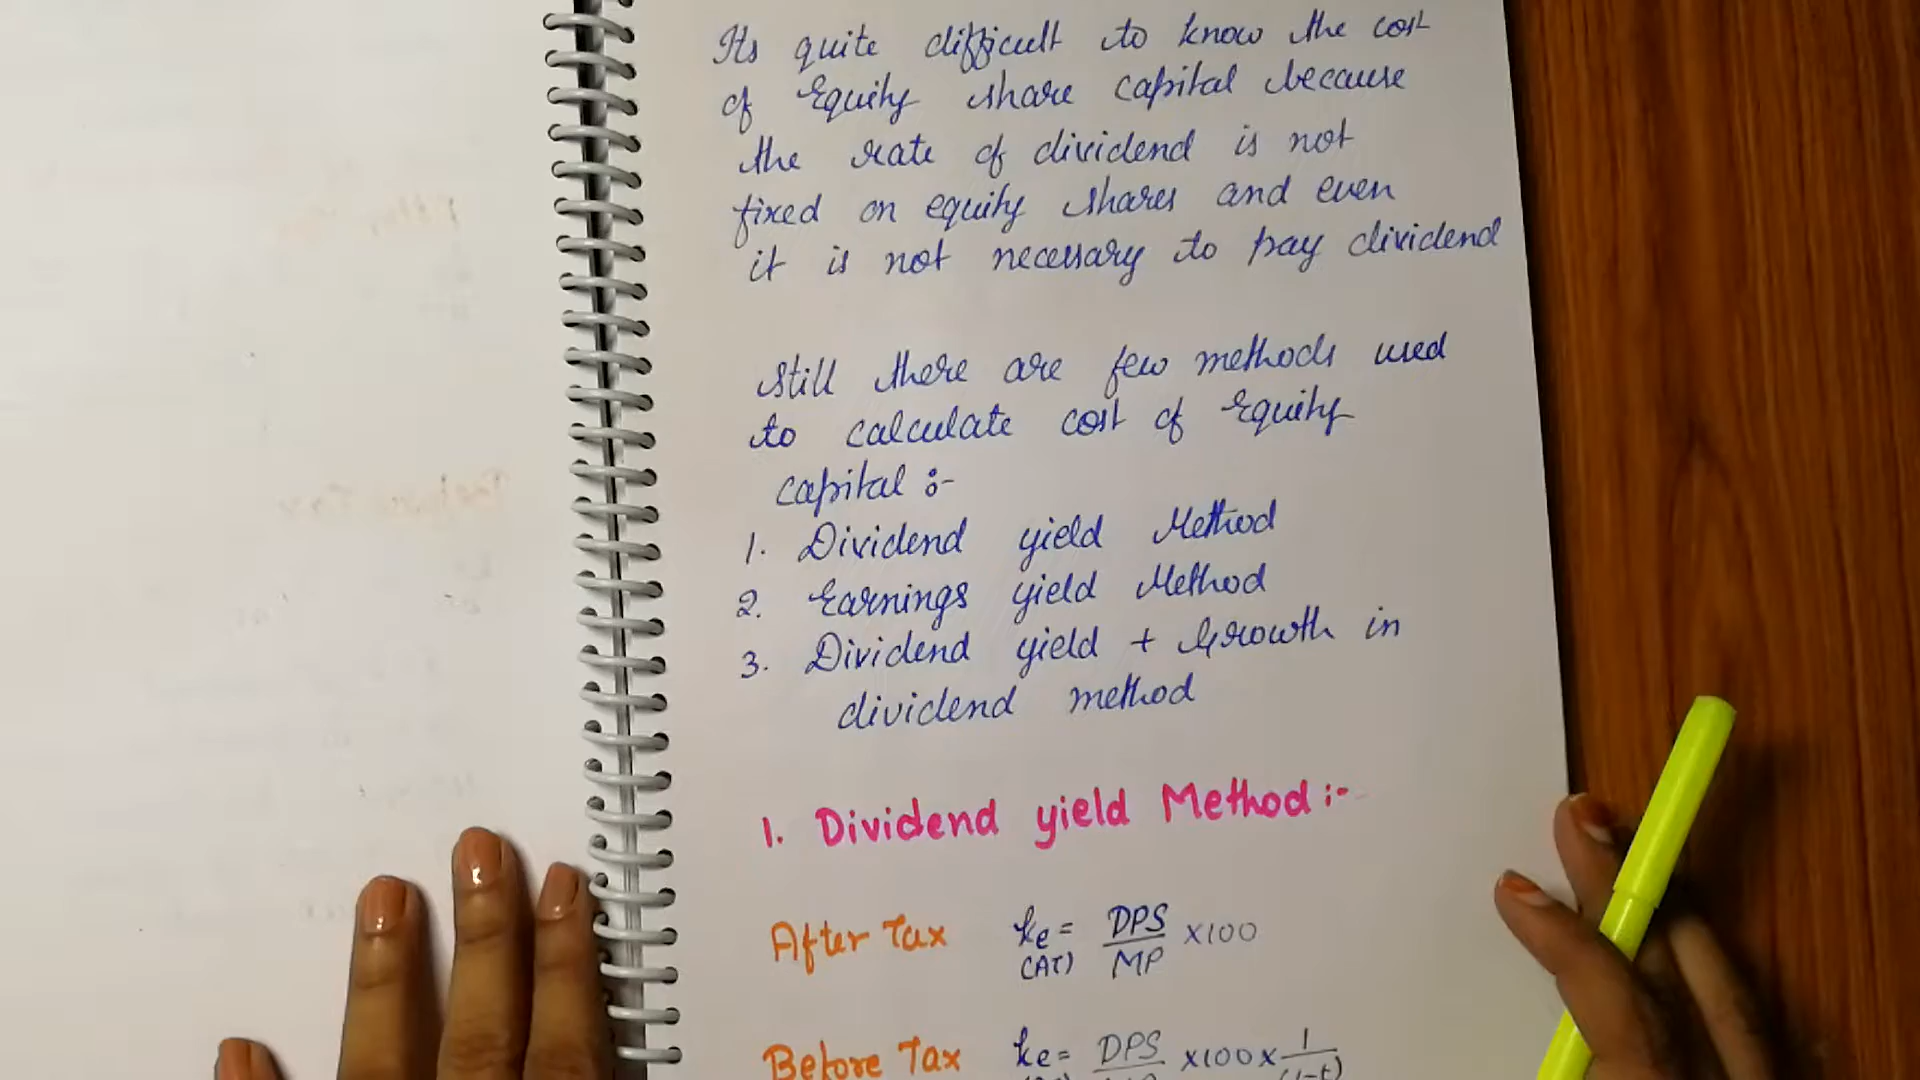 Its quite difficult to know the cost
of Equity share capital because
the rate of dividend is not
fixed on equity shares and even
it is not necessary to pay dividend
Still there are few methods used
to calculate cost of Equity
capital :-
1. Dividend yield Method
2. Earnings yield Method
3. Dividend yield + Growth in
dividend method
1. Dividend yield Method :-
After Tax ke = DPS/MP ×100
(AT)
Before Tax ke = DPS ×100× 1/(1-t)